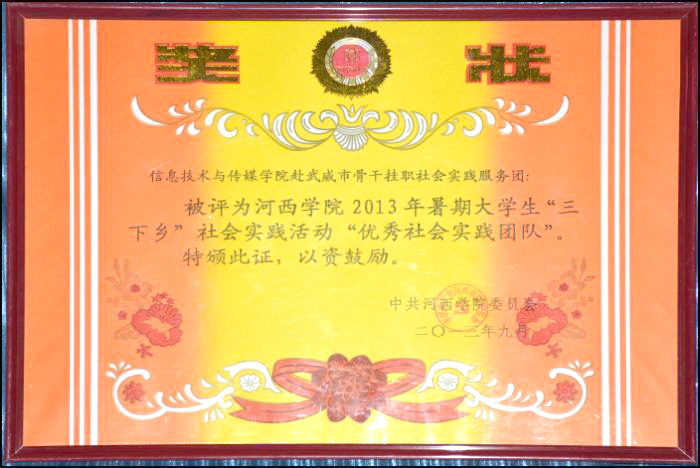 奖 状
信息技术与传媒学院赴武威市骨干挂职社会实践服务团：
被评为河西学院 2013 年暑期大学生“三
下乡”社会实践活动“优秀社会实践团队”。
特颁此证，以资鼓励。
中共河西学院委员会
二〇一三年九月